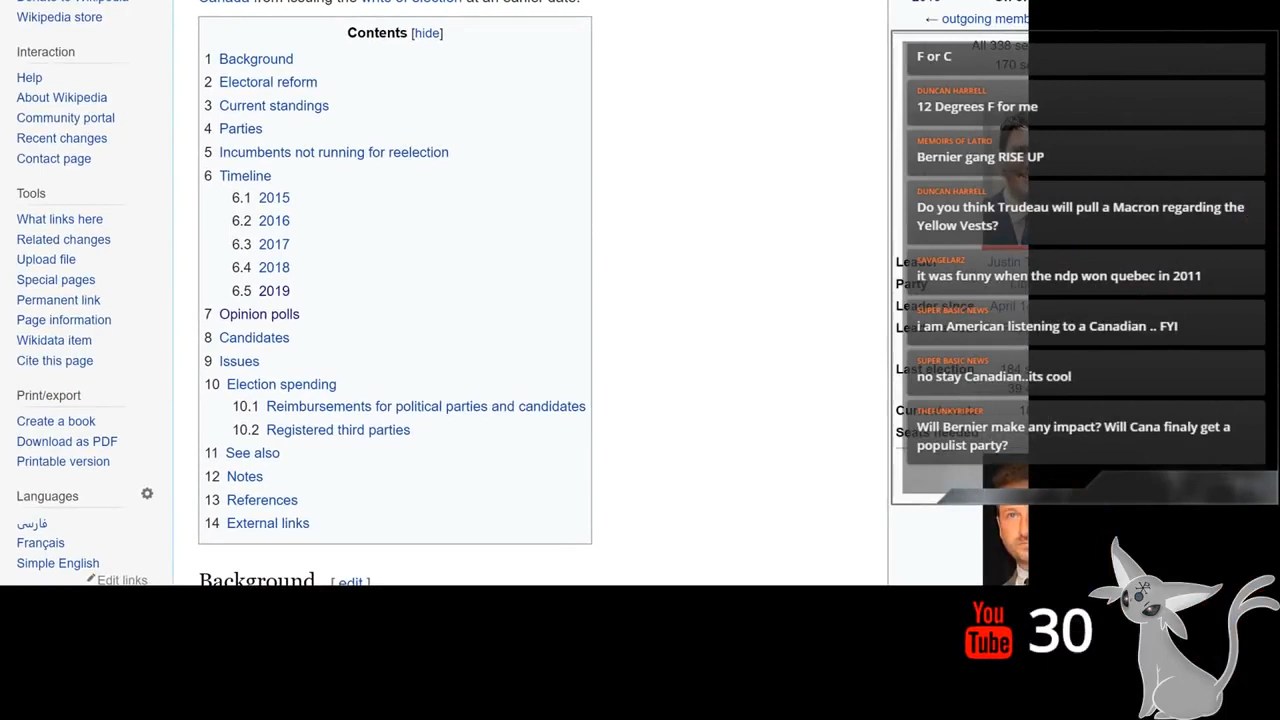 Wikipedia store
Interaction
Help
About Wikipedia
Community portal
Recent changes
Contact page
Tools
What links here
Related changes
Upload file
Special pages
Permanent link
Page information
Wikidata item
Cite this page
Print/export
Create a book
Download as PDF
Printable version
Languages
فارسی
Français
Simple English
Edit links
Contents [hide]
1 Background
2 Electoral reform
3 Current standings
4 Parties
5 Incumbents not running for reelection
6 Timeline
6.1 2015
6.2 2016
6.3 2017
6.4 2018
6.5 2019
7 Opinion polls
8 Candidates
9 Issues
10 Election spending
10.1 Reimbursements for political parties and candidates
10.2 Registered third parties
11 See also
12 Notes
13 References
14 External links
Background [ edit ]
← outgoing memb
All 338 se
170 s
F or C
DUNCAN HARRELL
12 Degrees F for me
MEMOIRS OF LATRO
Bernier gang RISE UP
DUNCAN HARRELL
Do you think Trudeau will pull a Macron regarding the
Yellow Vests?
SAVAGELARZ
it was funny when the ndp won quebec in 2011
SUPER BASIC NEWS
i am American listening to a Canadian .. FYI
SUPER BASIC NEWS
no stay Canadian..its cool
THEFUNKYRIPPER
Will Bernier make any impact? Will Cana finaly get a
populist party?
You
Tube
30